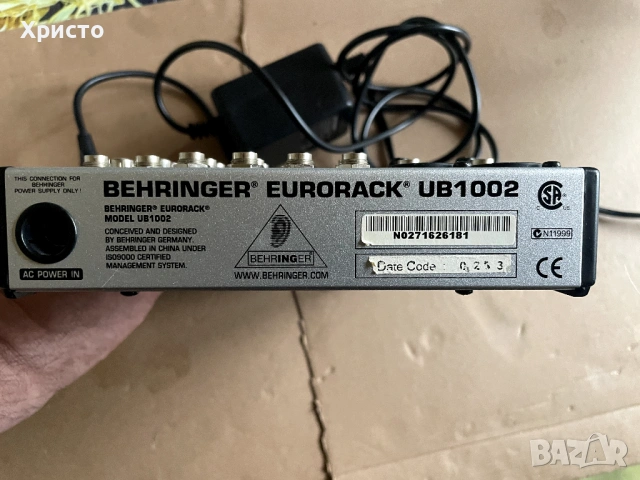 Христо
THIS CONNECTION FOR
BEHRINGER
POWER SUPPLY ONLY!
AC POWER IN
BEHRINGER® EURORACK® UB1002
BEHRINGER® EURORACK®
MODEL UB1002
CONCEIVED AND DESIGNED
BY BEHRINGER GERMANY.
ASSEMBLED IN CHINA UNDER
ISO9000 CERTIFIED
MANAGEMENT SYSTEM.
BEHRINGER
WWW.BEHRINGER.COM
N0271626181
Date Code : 0253
N11999
CE
BAZAR